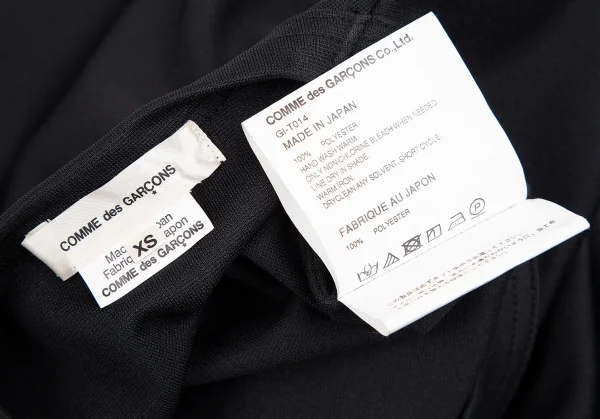 COMME des GARÇONS
Mac pan
Fabric XS apon
COMME des GARÇONS
COMME des GARÇONS Co.,Ltd.
GI-T014
MADE IN JAPAN
100% POLYESTER
HAND WASH WARM.
ONLY NON-CHLORINE BLEACH WHEN NEEDED
LINE DRY IN SHADE.
WARM IRON.
DRYCLEAN ANY SOLVENT, SHORT CYCLE.
FABRIQUE AU JAPON
100% POLYESTER